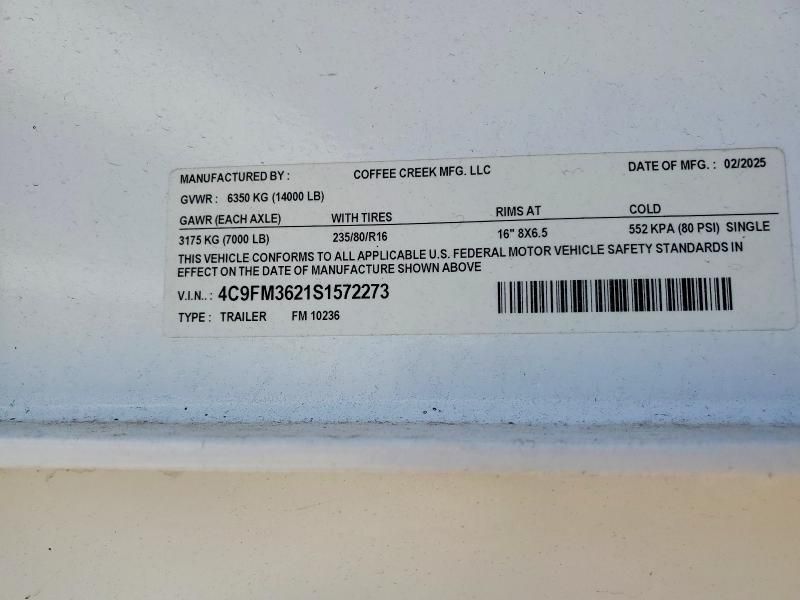 MANUFACTURED BY : COFFEE CREEK MFG. LLC DATE OF MFG. : 02/2025
GVWR : 6350 KG (14000 LB)
GAWR (EACH AXLE) WITH TIRES RIMS AT COLD
3175 KG (7000 LB) 235/80/R16 16" 8X6.5 552 KPA (80 PSI) SINGLE
THIS VEHICLE CONFORMS TO ALL APPLICABLE U.S. FEDERAL MOTOR VEHICLE SAFETY STANDARDS IN
EFFECT ON THE DATE OF MANUFACTURE SHOWN ABOVE
V.I.N.. : 4C9FM3621S1572273
TYPE : TRAILER FM 10236